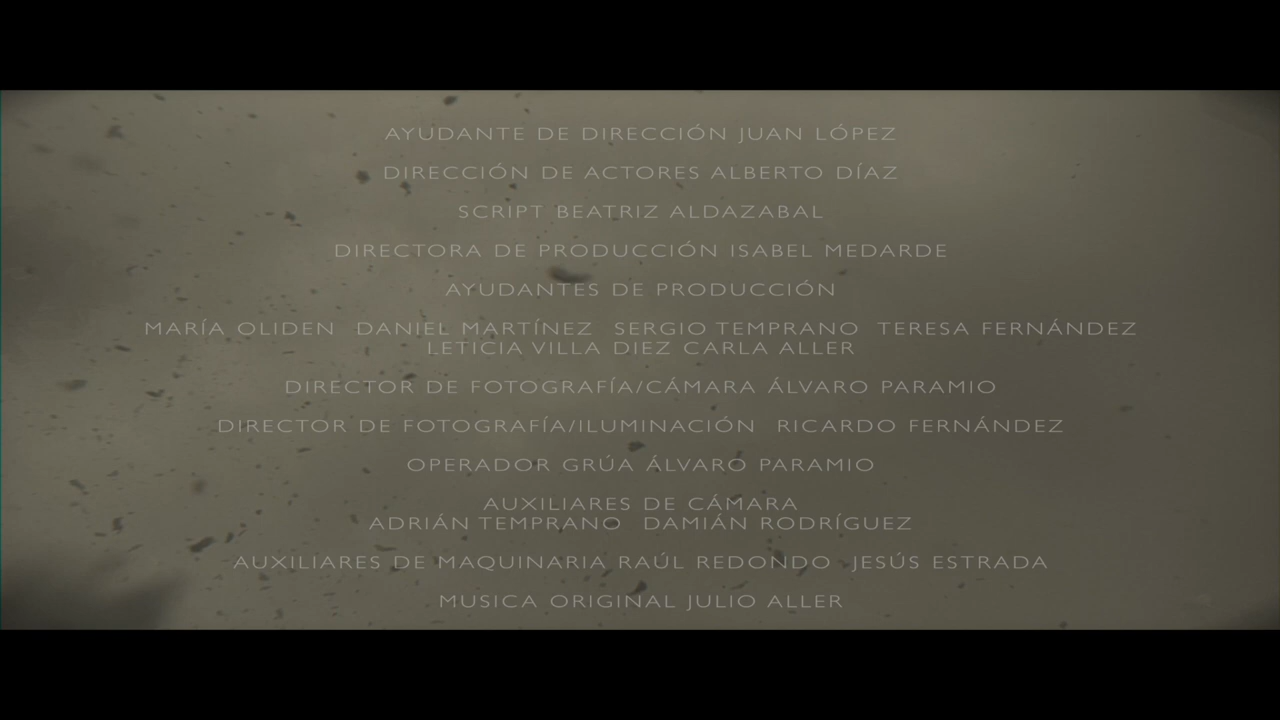 AYUDANTE DE DIRECCIÓN JUAN LÓPEZ
DIRECCIÓN DE ACTORES ALBERTO DÍAZ
SCRIPT BEATRIZ ALDAZABAL
DIRECTORA DE PRODUCCIÓN ISABEL MEDARDE
AYUDANTES DE PRODUCCIÓN
MARÍA OLIDEN DANIEL MARTÍNEZ SERGIO TEMPRANO TERESA FERNÁNDEZ
LETICIA VILLA DIEZ CARLA ALLER
DIRECTOR DE FOTOGRAFÍA/CÁMARA ÁLVARO PARAMIO
DIRECTOR DE FOTOGRAFÍA/ILUMINACIÓN RICARDO FERNÁNDEZ
OPERADOR GRÚA ÁLVARO PARAMIO
AUXILIARES DE CÁMARA
ADRIÁN TEMPRANO DAMIÁN RODRÍGUEZ
AUXILIARES DE MAQUINARIA RAÚL REDONDO JESÚS ESTRADA
MUSICA ORIGINAL JULIO ALLER